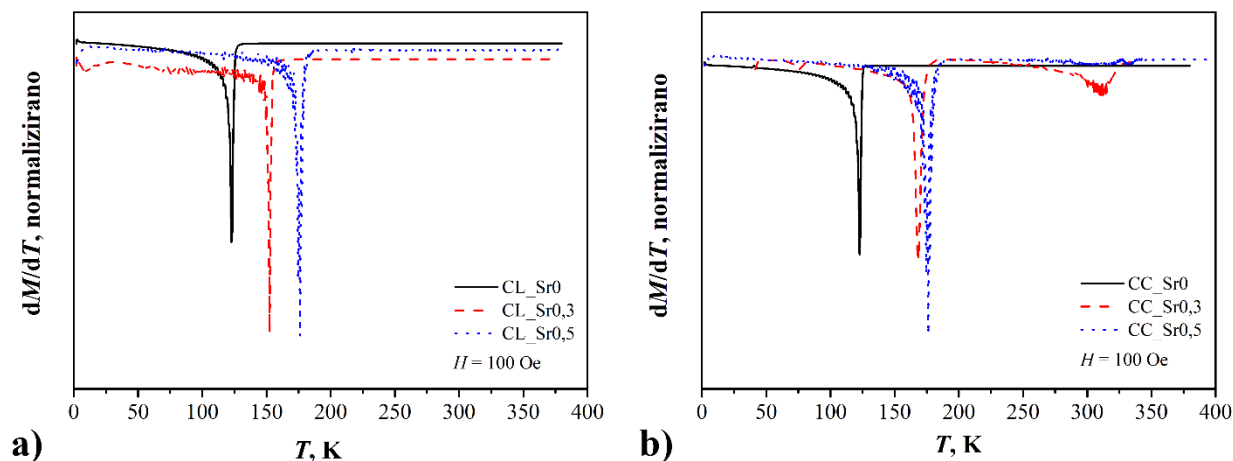 dM/dT, normalizirano
CL_Sr0
CL_Sr0,3
CL_Sr0,5
H = 100 Oe
0 50 100 150 200 250 300 350 400
T, K
a)
dM/dT, normalizirano
CC_Sr0
CC_Sr0,3
CC_Sr0,5
H = 100 Oe
0 50 100 150 200 250 300 350 400
T, K
b)